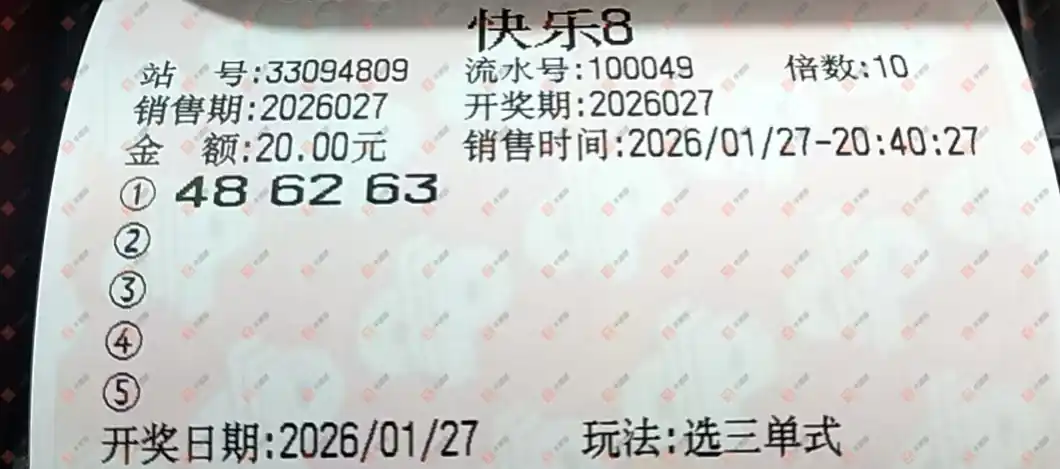 快乐8
站 号:33094809 流水号:100049 倍数:10
销售期:2026027 开奖期:2026027
金 额:20.00元 销售时间:2026/01/27-20:40:27
① 48 62 63
②
③
④
⑤
开奖日期:2026/01/27 玩法:选三单式